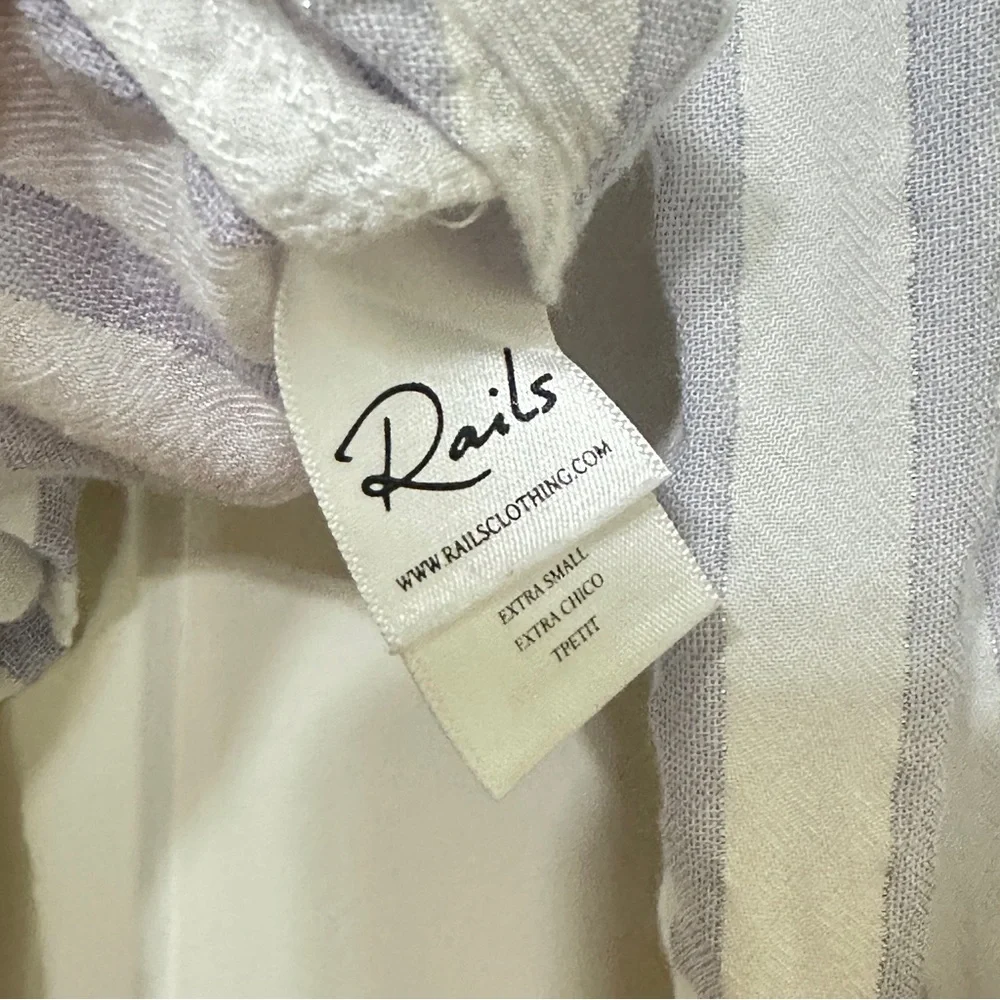 Rails
WWW.RAILSCLOTHING.COM
EXTRA SMALL
EXTRA CHICO
TPETIT